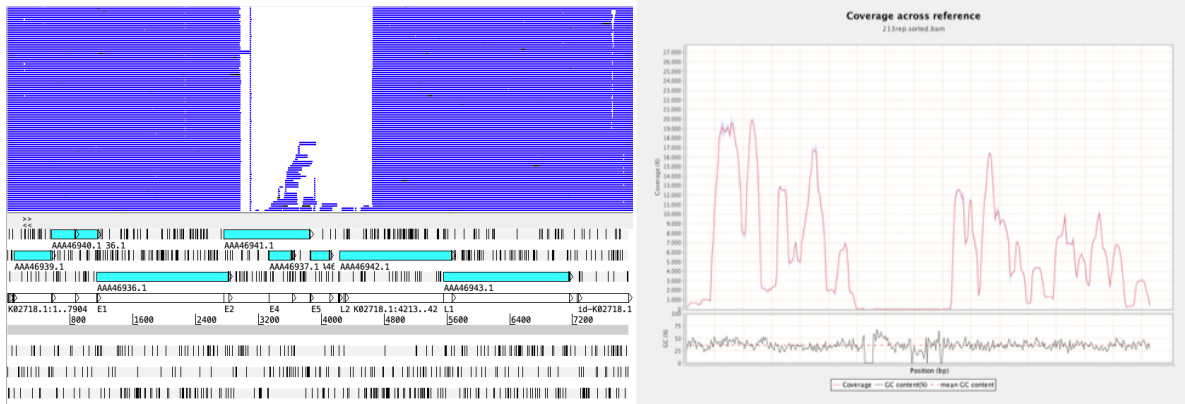 >>
<<
AAA46940.1 36.1
AAA46941.1
AAA46939.1
AAA46937.1 %46 AAA46942.1
AAA46936.1
AAA46943.1
K02718.1:1..7904 E1
E2
E4
E5
L2 K02718.1:4213..42 L1
id-K02718.1
800
1600
2400
3200
4000
4800
5600
6400
7200
Coverage across reference
213rep.sorted.bam
Coverage (X)
27.000
26.000
25.000
24.000
23.000
22.000
21.000
20.000
19.000
18.000
17.000
16.000
15.000
14.000
13.000
12.000
11.000
10.000
9.000
8.000
7.000
6.000
5.000
4.000
3.000
2.000
1.000
0
GC (%)
100
75
50
25
0
Position (bp)
Coverage
GC content(%)
mean GC content